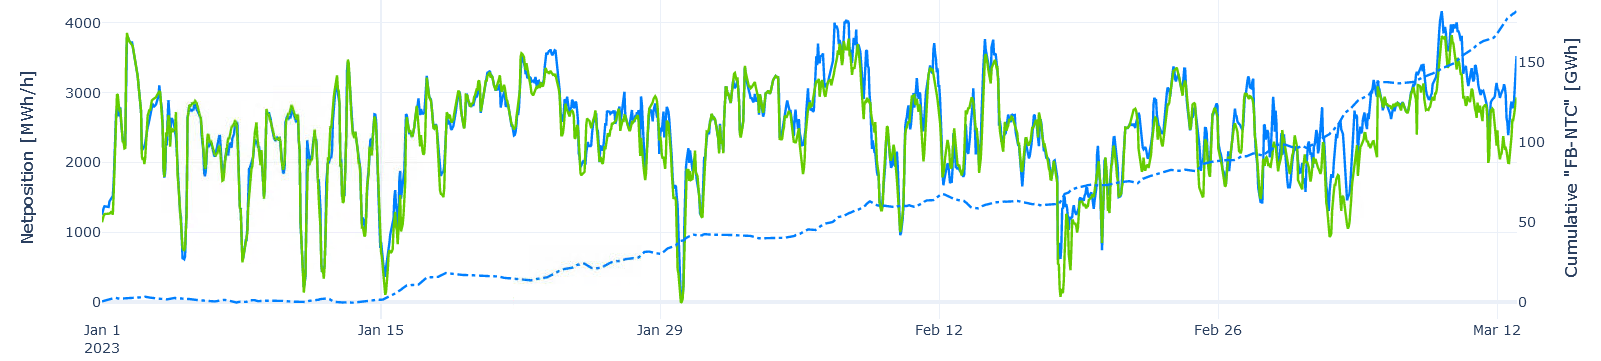 Netposition [MWh/h]
4000
3000
2000
1000
0
150
100
50
0
Cumulative "FB-NTC" [GWh]
Jan 1
2023
Jan 15
Jan 29
Feb 12
Feb 26
Mar 12